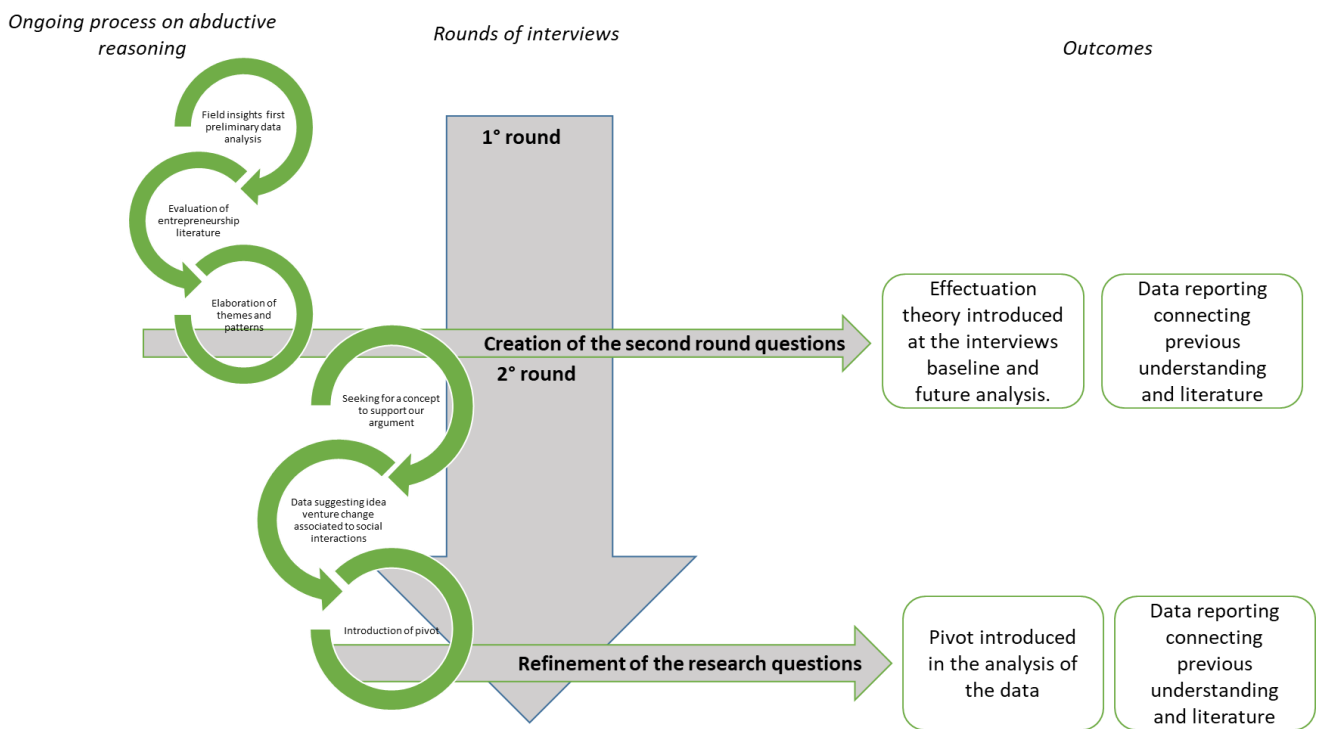 Ongoing process on abductive
reasoning
Rounds of interviews
Outcomes
Field insights first
preliminary data
analysis
Evaluation of
entrepreneurship
literature
Elaboration of
themes and
patterns
1° round
Creation of the second round questions
2° round
Effectuation
theory introduced
at the interviews
baseline and
future analysis.
Data reporting
connecting
previous
understanding
and literature
Seeking for a concept
to support our
argument
Data suggesting idea
venture change
associated to social
interactions
Introduction of pivot
Refinement of the research questions
Pivot introduced
in the analysis of
the data
Data reporting
connecting
previous
understanding
and literature